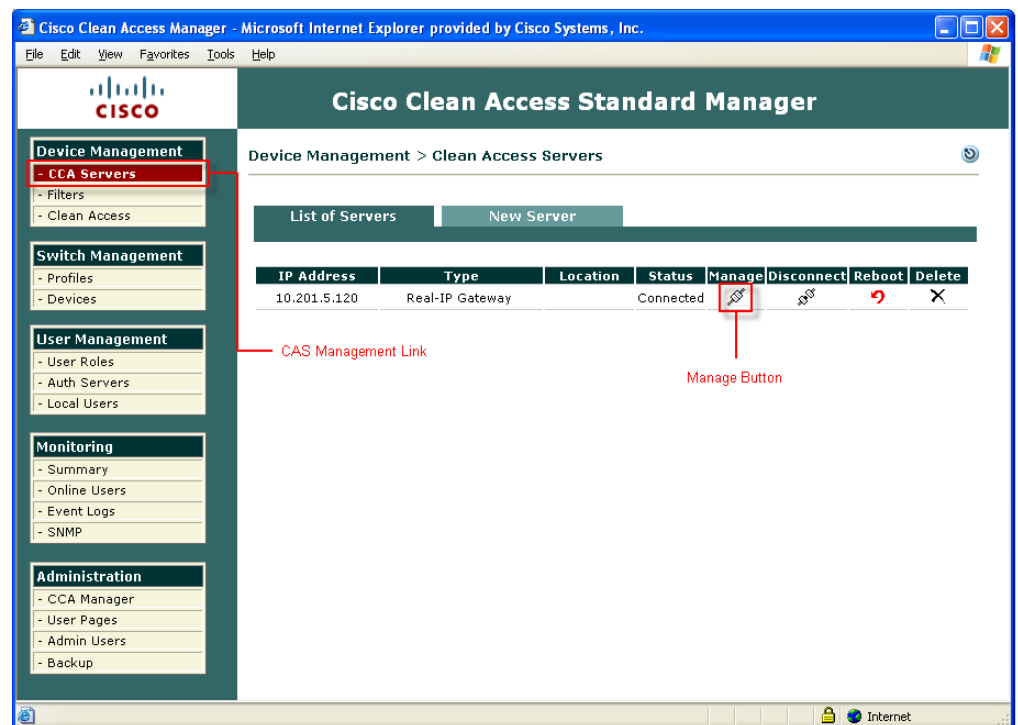 Cisco Clean Access Manager - Microsoft Internet Explorer provided by Cisco Systems, Inc.
File Edit View Favorites Tools Help
CISCO
Cisco Clean Access Standard Manager
Device Management
- CCA Servers
- Filters
- Clean Access
Switch Management
- Profiles
- Devices
User Management
- User Roles
- Auth Servers
- Local Users
Monitoring
- Summary
- Online Users
- Event Logs
- SNMP
Administration
- CCA Manager
- User Pages
- Admin Users
- Backup
Device Management > Clean Access Servers
List of Servers New Server
IP Address Type Location Status Manage Disconnect Reboot Delete
10.201.5.120 Real-IP Gateway Connected
CAS Management Link
Manage Button
Internet